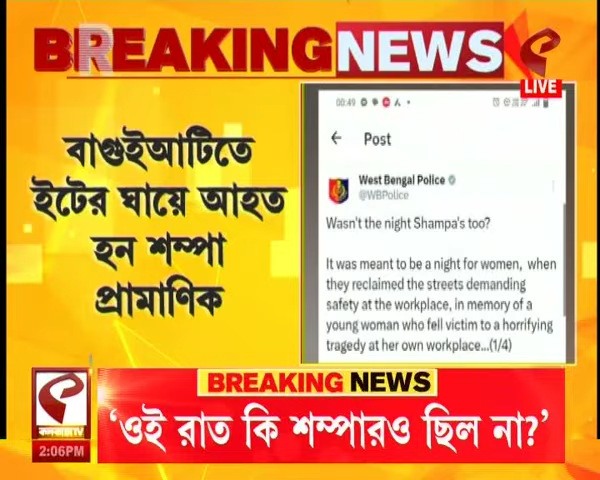 BREAKING NEWS
LIVE
বাগুইআটিতে
ইটের ঘায়ে আহত
হন শম্পা
প্রামাণিক
00:49
Post
West Bengal Police
@WBPolice
Wasn't the night Shampa's too?
It was meant to be a night for women, when
they reclaimed the streets demanding
safety at the workplace, in memory of a
young woman who fell victim to a horrifying
tragedy at her own workplace...(1/4)
BREAKING NEWS
'ওই রাত কি শম্পারও ছিল না?'
TV
2:06PM